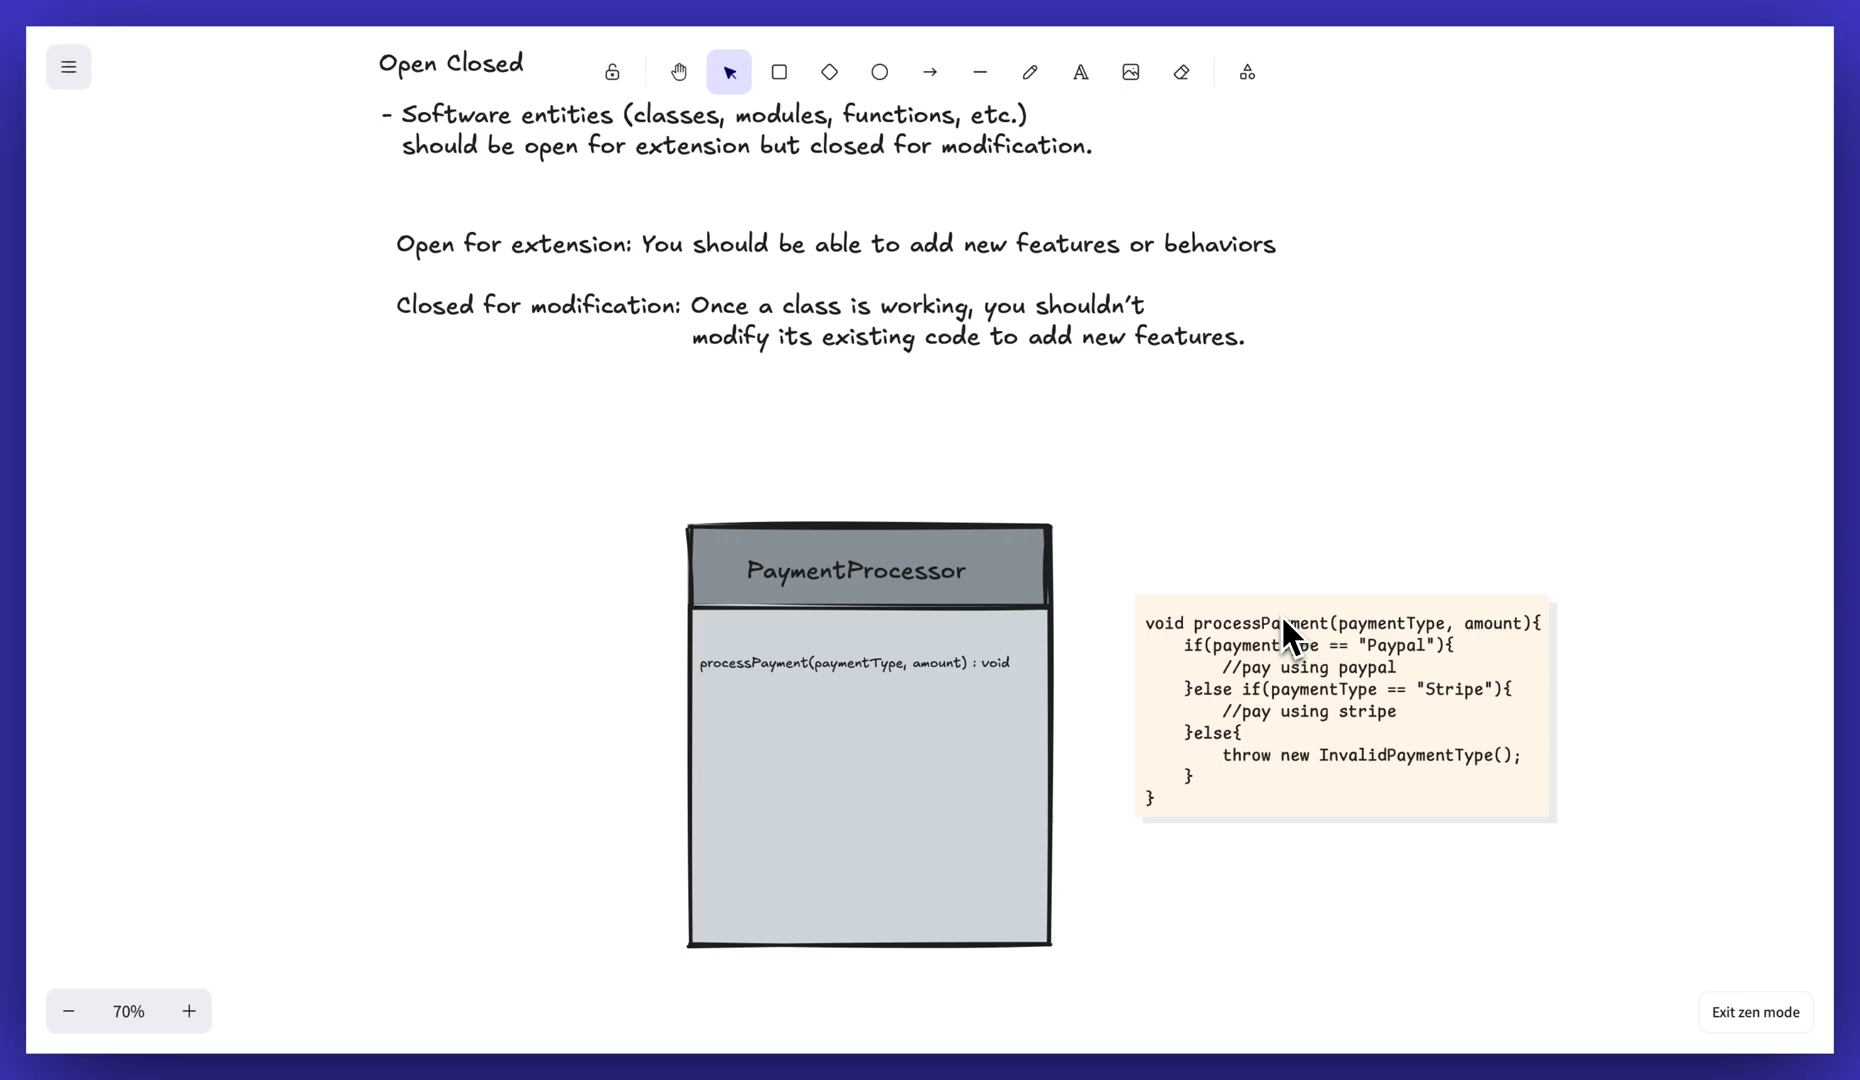 Open Closed
- Software entities (classes, modules, functions, etc.)
should be open for extension but closed for modification.
Open for extension: You should be able to add new features or behaviors
Closed for modification: Once a class is working, you shouldn't
modify its existing code to add new features.
PaymentProcessor
processPayment(paymentType, amount) : void
void processPayment(paymentType, amount){
if(paymentType == "Paypal"){
//pay using paypal
}else if(paymentType == "Stripe"){
//pay using stripe
}else{
throw new InvalidPaymentType();
}
}
70%
Exit zen mode